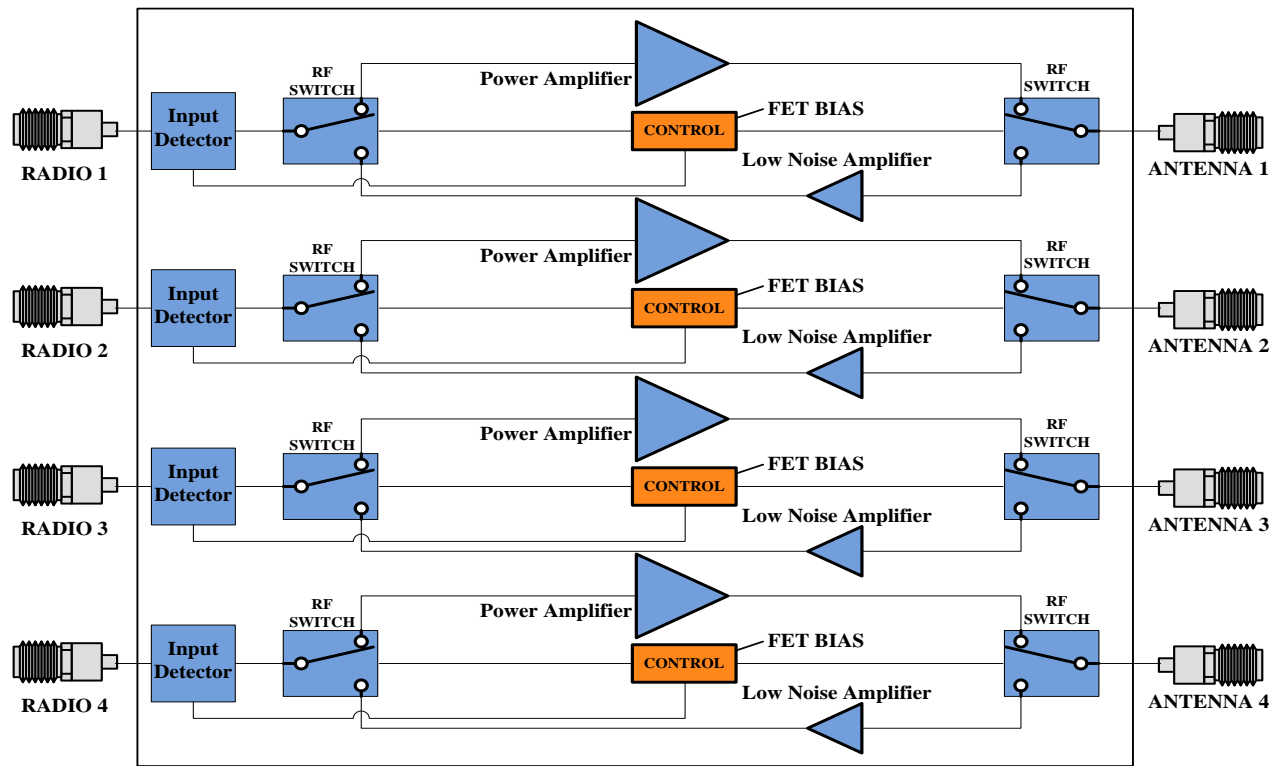 RF
SWITCH
Power Amplifier
RF
SWITCH
FET BIAS
Input
Detector
CONTROL
Low Noise Amplifier
RADIO 1
ANTENNA 1
RF
SWITCH
Power Amplifier
RF
SWITCH
FET BIAS
Input
Detector
CONTROL
Low Noise Amplifier
RADIO 2
ANTENNA 2
RF
SWITCH
Power Amplifier
RF
SWITCH
FET BIAS
Input
Detector
CONTROL
Low Noise Amplifier
RADIO 3
ANTENNA 3
RF
SWITCH
Power Amplifier
RF
SWITCH
FET BIAS
Input
Detector
CONTROL
Low Noise Amplifier
RADIO 4
ANTENNA 4